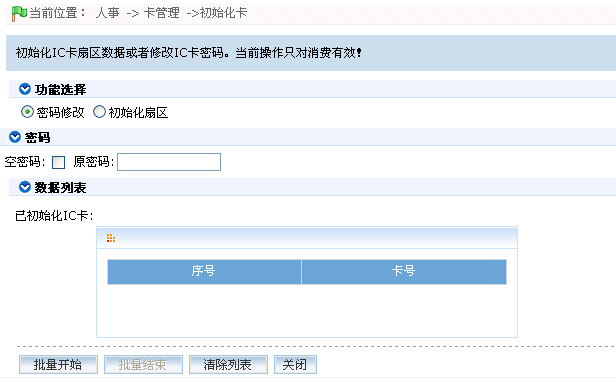 当前位置： 人事 -> 卡管理 ->初始化卡
初始化IC卡扇区数据或者修改IC卡密码。当前操作只对消费有效！
功能选择
密码修改 初始化扇区
密码
空密码： 原密码：
数据列表
已初始化IC卡：
序号 卡号
批量开始 批量结束 清除列表 关闭